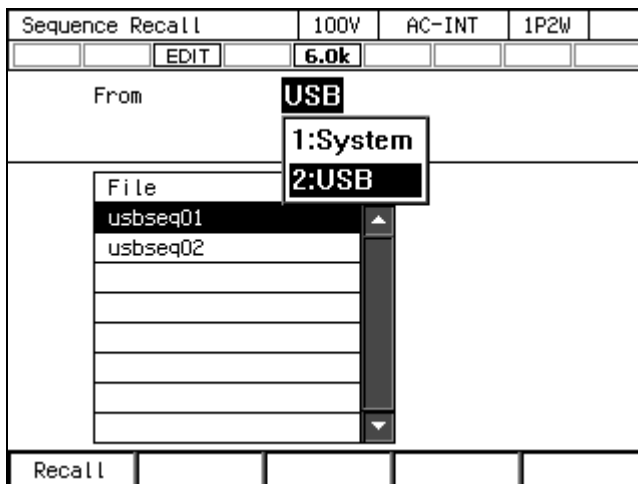 Sequence Recall 100V AC-INT 1P2W
EDIT 6.0k
From USB
1:System
2:USB
File
usbseq01
usbseq02
Recall